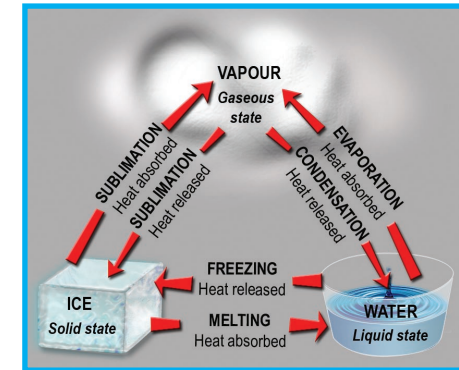 VAPOUR
Gaseous
state
SUBLIMATION
Heat absorbed
SUBLIMATION
Heat released
EVAPORATION
Heat absorbed
CONDENSATION
Heat released
FREEZING
Heat released
ICE
Solid state
MELTING
Heat absorbed
WATER
Liquid state